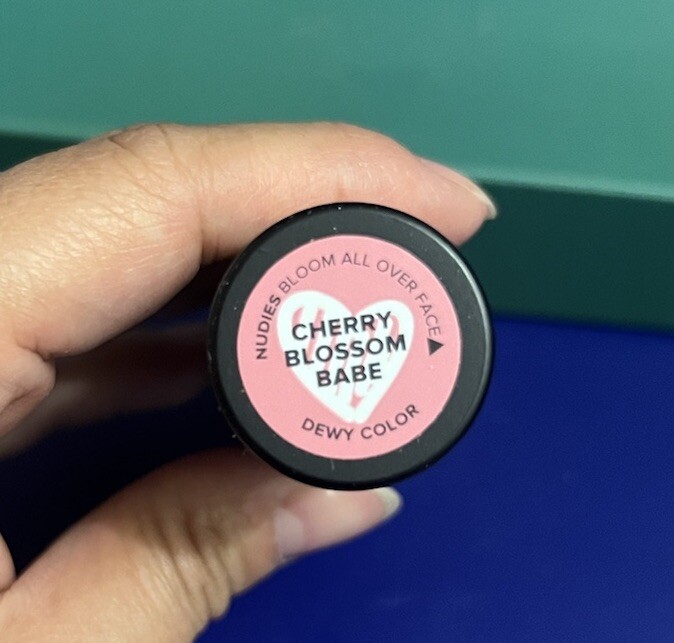 NUDIES BLOOM ALL OVER FACE
CHERRY
BLOSSOM
BABE
DEWY COLOR